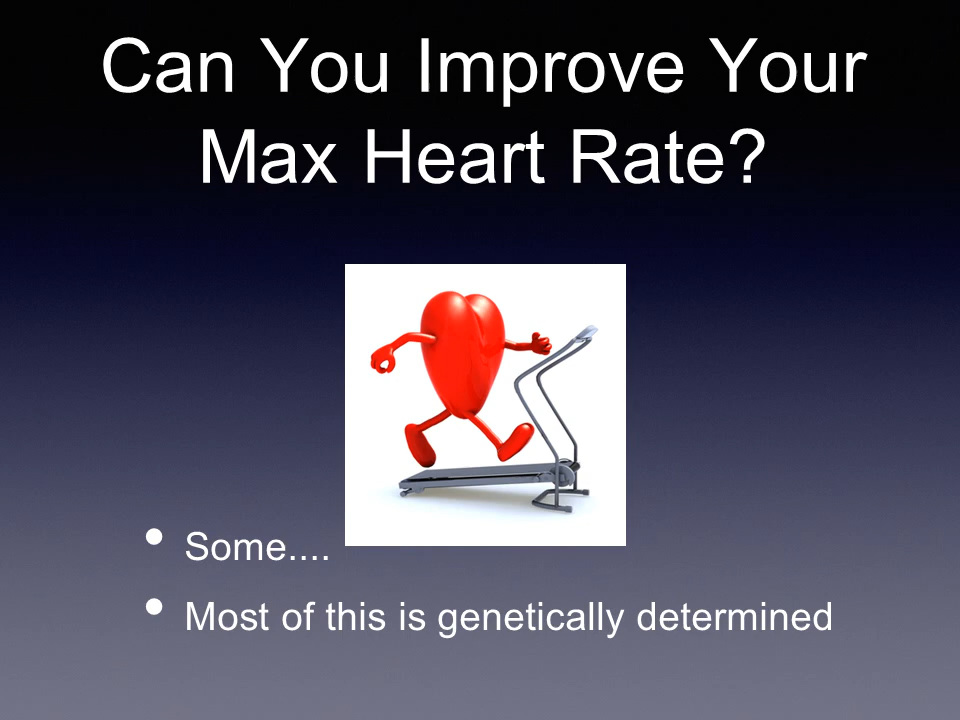 Can You Improve Your
Max Heart Rate?
• Some....
• Most of this is genetically determined